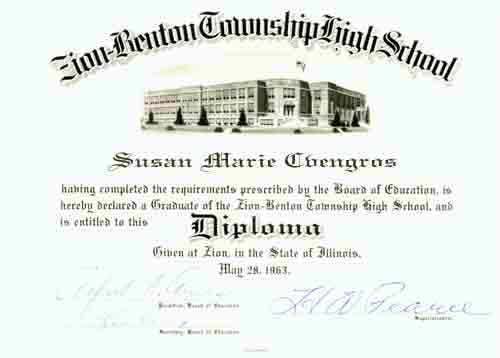 Zion-Benton Township High School
Susan Marie Cvengros
having completed the requirements prescribed by the Board of Education, is
hereby declared a Graduate of the Zion-Benton Township High School, and
is entitled to this Diploma
Given at Zion, in the State of Illinois,
May 28, 1963.
President, Board of Education
H W Pearce
Superintendent
Secretary, Board of Education